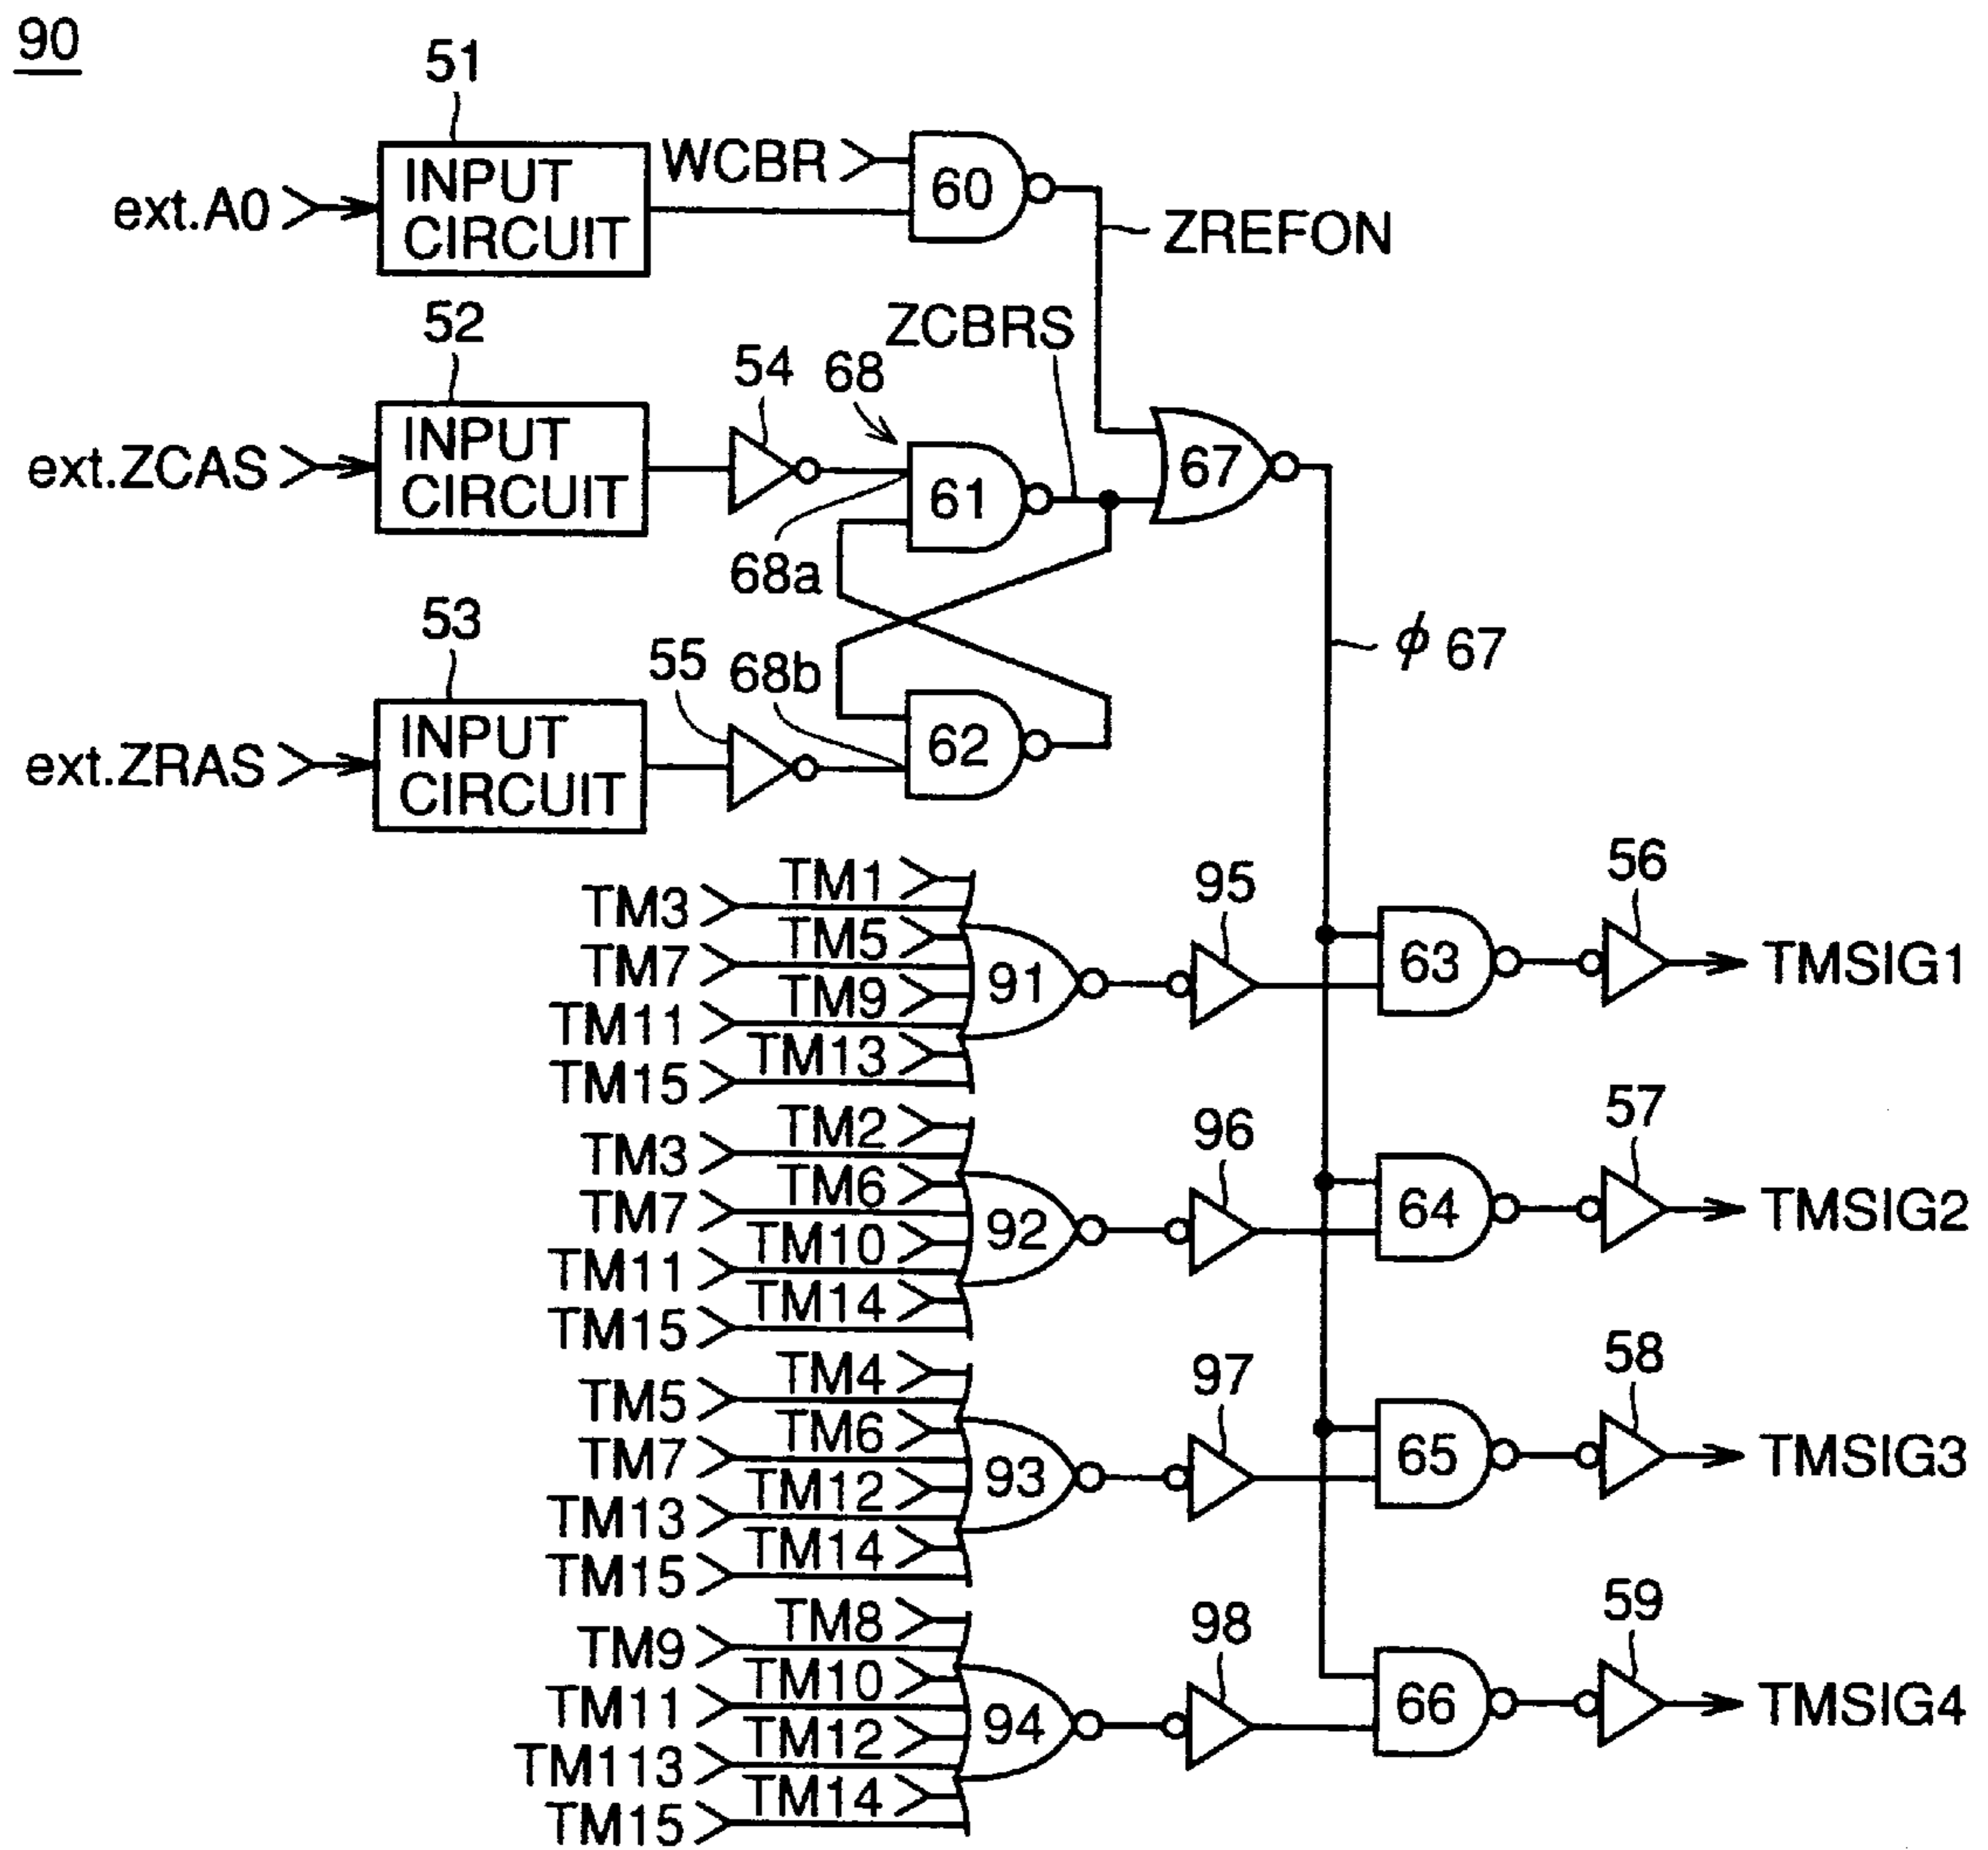 90
51
ext.A0
INPUT
CIRCUIT
WCBR
60
ZREFON
52
ext.ZCAS
INPUT
CIRCUIT
54
68
ZCBRS
61
67
68a
53
ext.ZRAS
INPUT
CIRCUIT
55
68b
62
ϕ 67
TM1
TM3
TM5
TM7
TM9
TM11
TM13
TM15
91
95
63
56
TMSIG1
TM2
TM3
TM6
TM7
TM10
TM11
TM14
TM15
92
96
64
57
TMSIG2
TM4
TM5
TM6
TM7
TM12
TM13
TM14
TM15
93
97
65
58
TMSIG3
TM8
TM9
TM10
TM11
TM12
TM113
TM14
TM15
94
98
66
59
TMSIG4